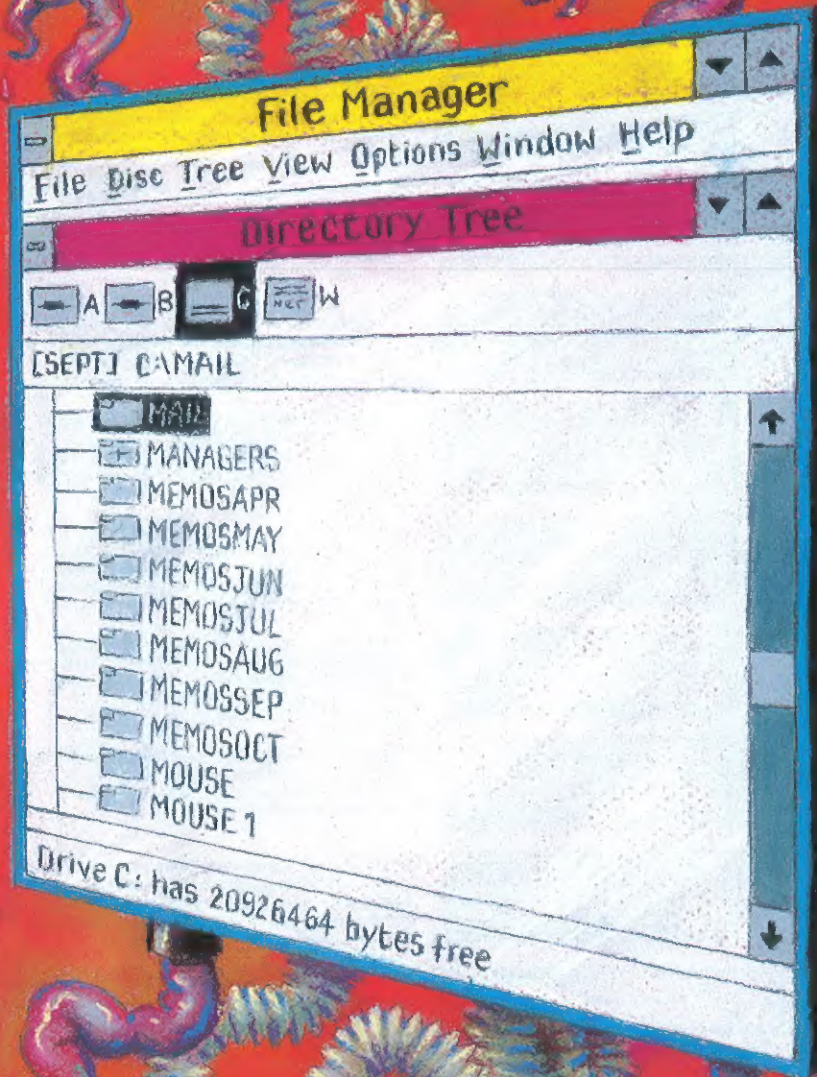 File Manager
File Disc Tree View Options Window Help
Directory Tree
A B C NET W
[SEPT] C:\MAIL
MAIL
MANAGERS
MEMOSAPR
MEMOSMAY
MEMOSJUN
MEMOSJUL
MEMOSAUG
MEMOSSEP
MEMOSOCT
MOUSE
MOUSE 1
Drive C: has 20926464 bytes free